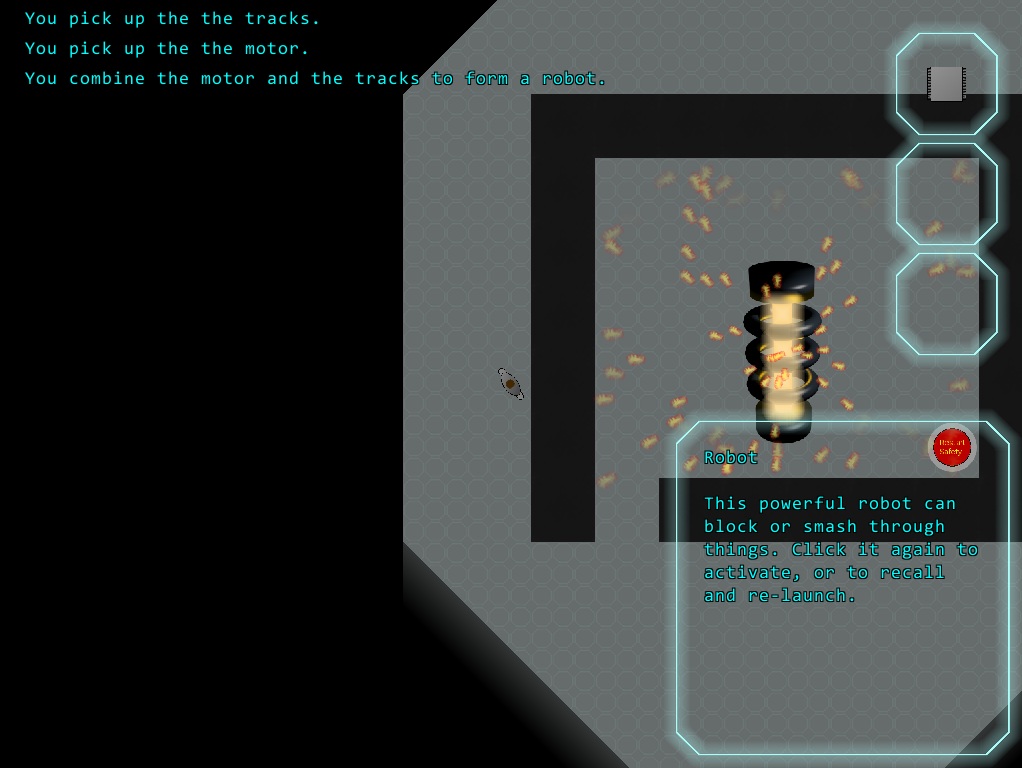 You pick up the the tracks.
You pick up the the motor.
You combine the motor and the tracks to form a robot.
Restart
Safety
Robot
This powerful robot can
block or smash through
things. Click it again to
activate, or to recall
and re-launch.